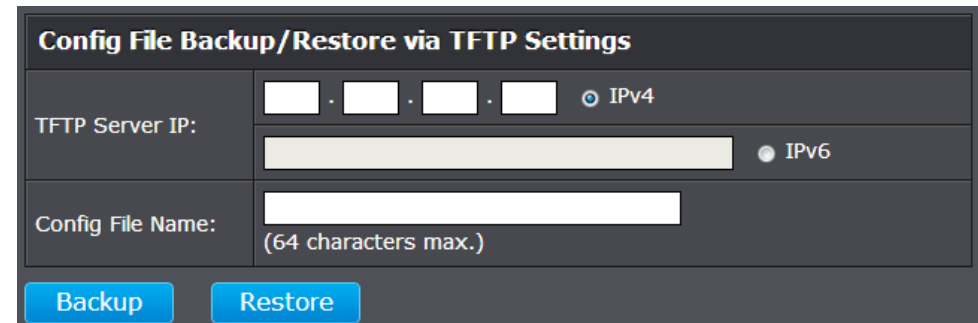 Config File Backup/Restore via TFTP Settings
TFTP Server IP:
. . . IPv4
IPv6
Config File Name:
(64 characters max.)
Backup Restore